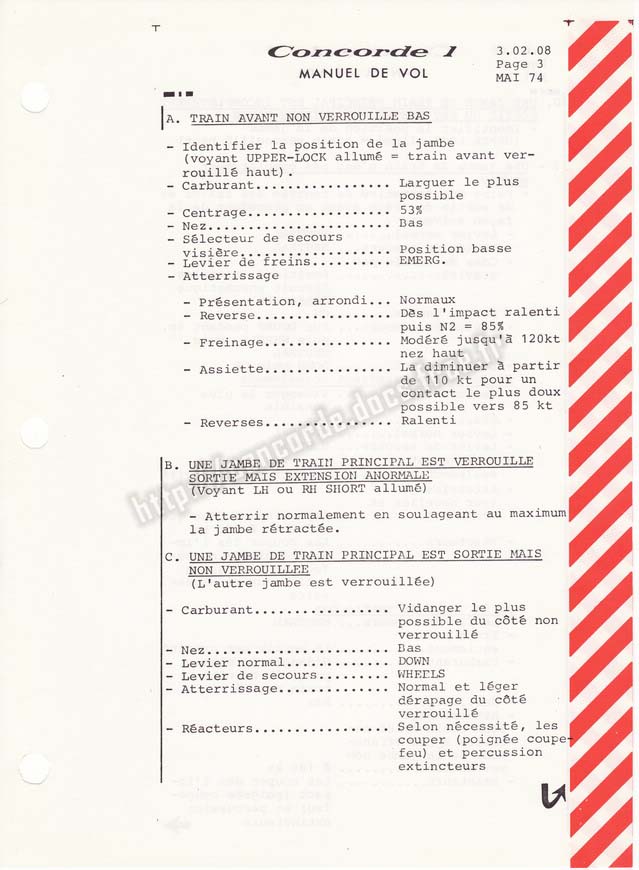 Concorde 1
MANUEL DE VOL
3.02.08
Page 3
MAI 74
A. TRAIN AVANT NON VERROUILLE BAS
- Identifier la position de la jambe
(voyant UPPER-LOCK allumé = train avant ver-
rouillé haut).
- Carburant................. Larguer le plus
possible
- Centrage.................. 53%
- Nez....................... Bas
- Sélecteur de secours
visière................... Position basse
- Levier de freins.......... EMERG.
- Atterrissage
- Présentation, arrondi... Normaux
- Reverse................. Dès l'impact ralenti
puis N2 = 85%
- Freinage................ Modéré jusqu'à 120kt
nez haut
- Assiette................ La diminuer à partir
de 110 kt pour un
contact le plus doux
possible vers 85 kt
- Reverses................ Ralenti
B. UNE JAMBE DE TRAIN PRINCIPAL EST VERROUILLE
SORTIE MAIS EXTENSION ANORMALE
(Voyant LH ou RH SHORT allumé)
- Atterrir normalement en soulageant au maximum
la jambe rétractée.
C. UNE JAMBE DE TRAIN PRINCIPAL EST SORTIE MAIS
NON VERROUILLEE
(L'autre jambe est verrouillée)
- Carburant................. Vidanger le plus
possible du côté non
verrouillé
- Nez....................... Bas
- Levier normal............. DOWN
- Levier de secours......... WHEELS
- Atterrissage.............. Normal et léger
dérapage du côté
verrouillé
- Réacteurs................. Selon nécessité, les
couper (poignée coupe-
feu) et percussion
extincteurs